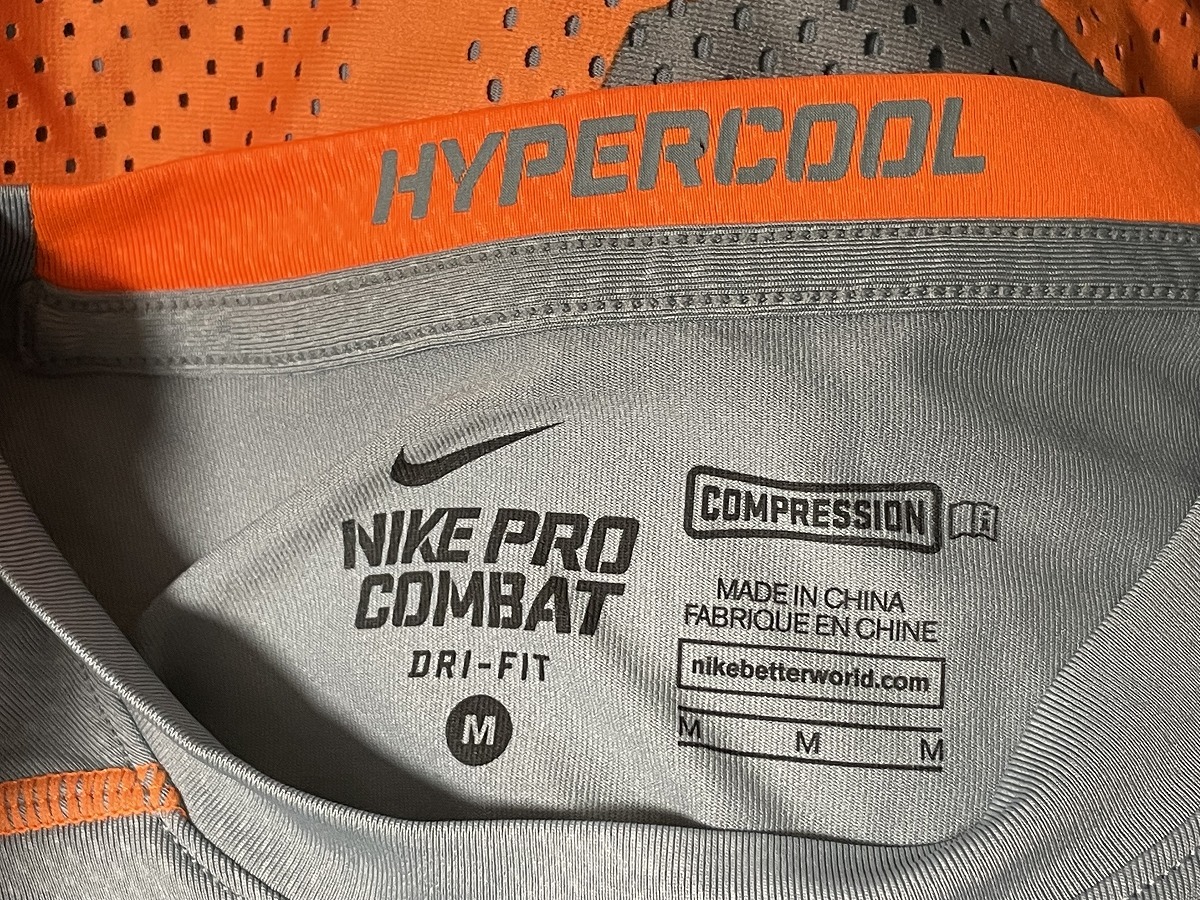 HYPERCOOL
NIKE PRO
COMBAT
DRI-FIT
M
COMPRESSION
MADE IN CHINA
FABRIQUE EN CHINE
nikebetterworld.com
M M M